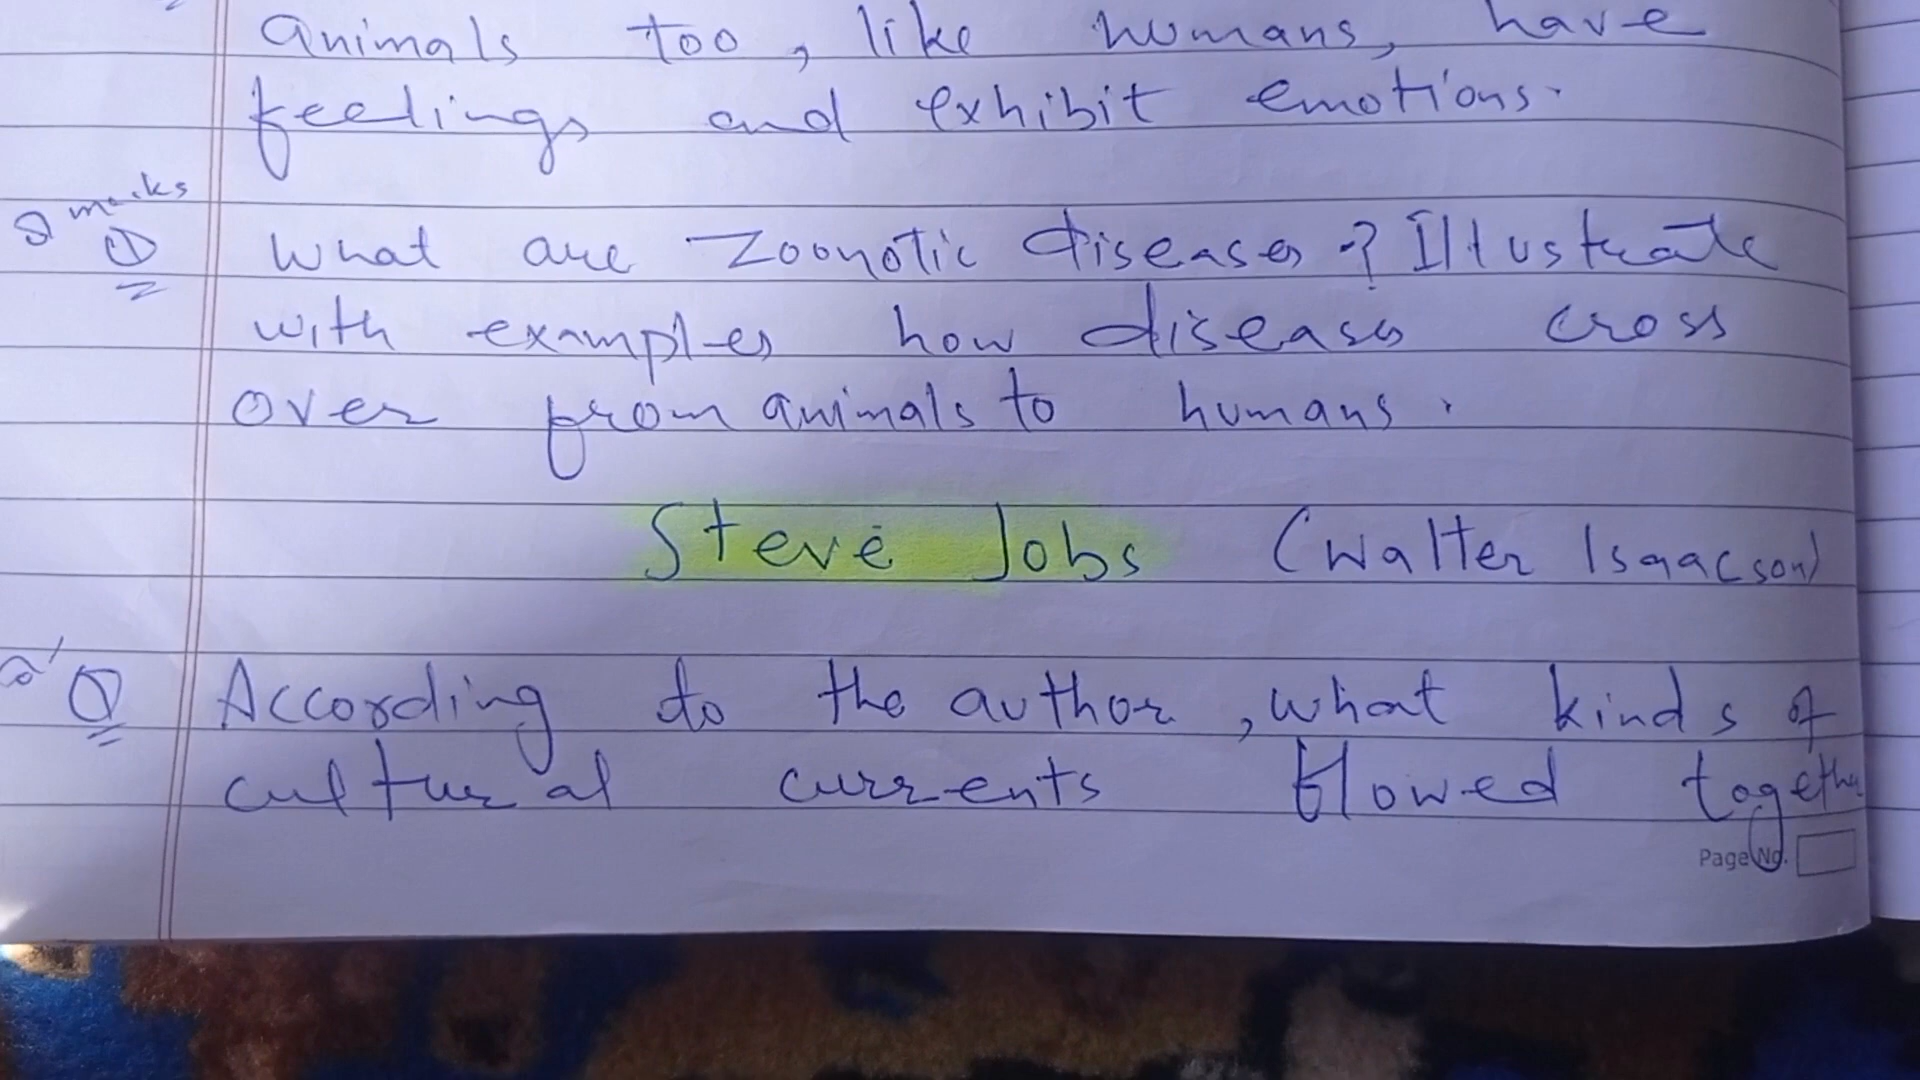 animals too, like humans, have
feelings and exhibit emotions.
marks
Q What are Zoonotic diseases? Illustrate
with examples how diseases cross
over from animals to humans.
Steve Jobs (Walter Isaacson)
Q According to the author, what kinds of
cultural currents flowed together
Page No.